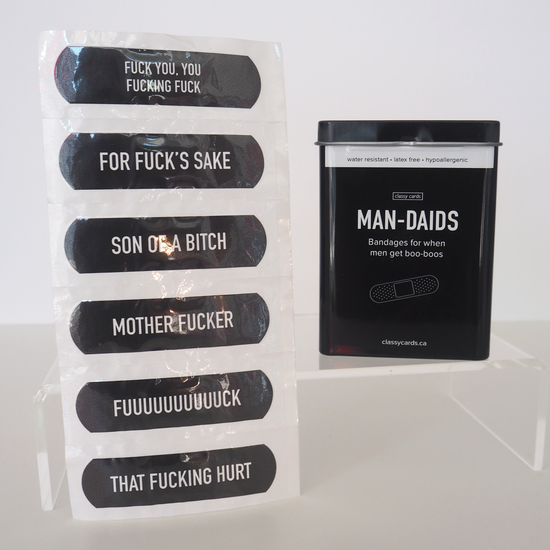 FUCK YOU, YOU
FUCKING FUCK
FOR FUCK'S SAKE
SON OF A BITCH
MOTHER FUCKER
FUUUUUUUUUUCK
THAT FUCKING HURT
water resistant • latex free • hypoallergenic
classy cards
MAN-DAIDS
Bandages for when
men get boo-boos
classycards.ca